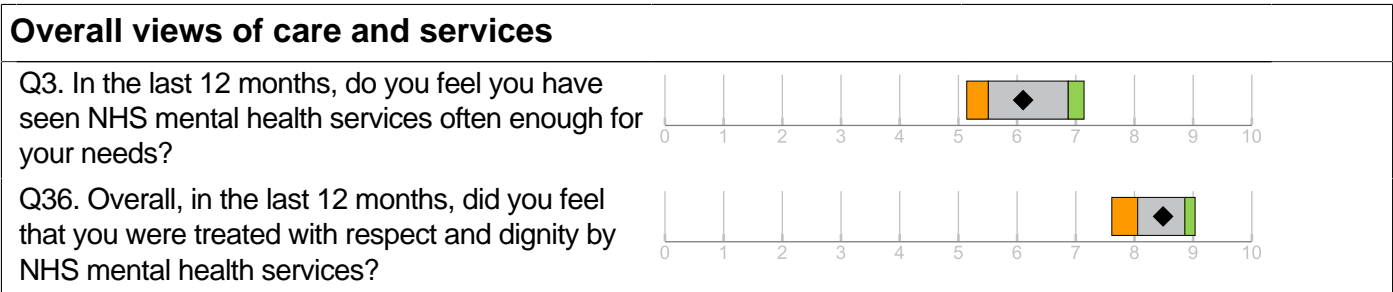 Overall views of care and services
Q3. In the last 12 months, do you feel you have
seen NHS mental health services often enough for
your needs?
0 1 2 3 4 5 6 7 8 9 10
Q36. Overall, in the last 12 months, did you feel
that you were treated with respect and dignity by
NHS mental health services?
0 1 2 3 4 5 6 7 8 9 10